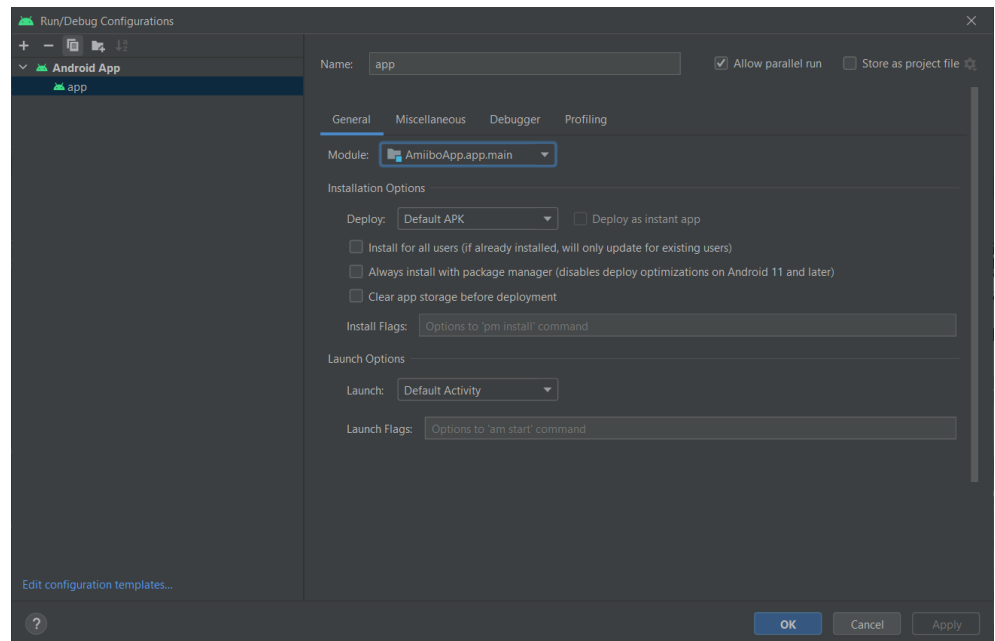 Run/Debug Configurations
Android App
app
Name: app
Allow parallel run
Store as project file
General Miscellaneous Debugger Profiling
Module: AmiiboApp.app.main
Installation Options
Deploy: Default APK
Deploy as instant app
Install for all users (if already installed, will only update for existing users)
Always install with package manager (disables deploy optimizations on Android 11 and later)
Clear app storage before deployment
Install Flags: Options to 'pm install' command
Launch Options
Launch: Default Activity
Launch Flags: Options to 'am start' command
Edit configuration templates...
?
OK Cancel Apply